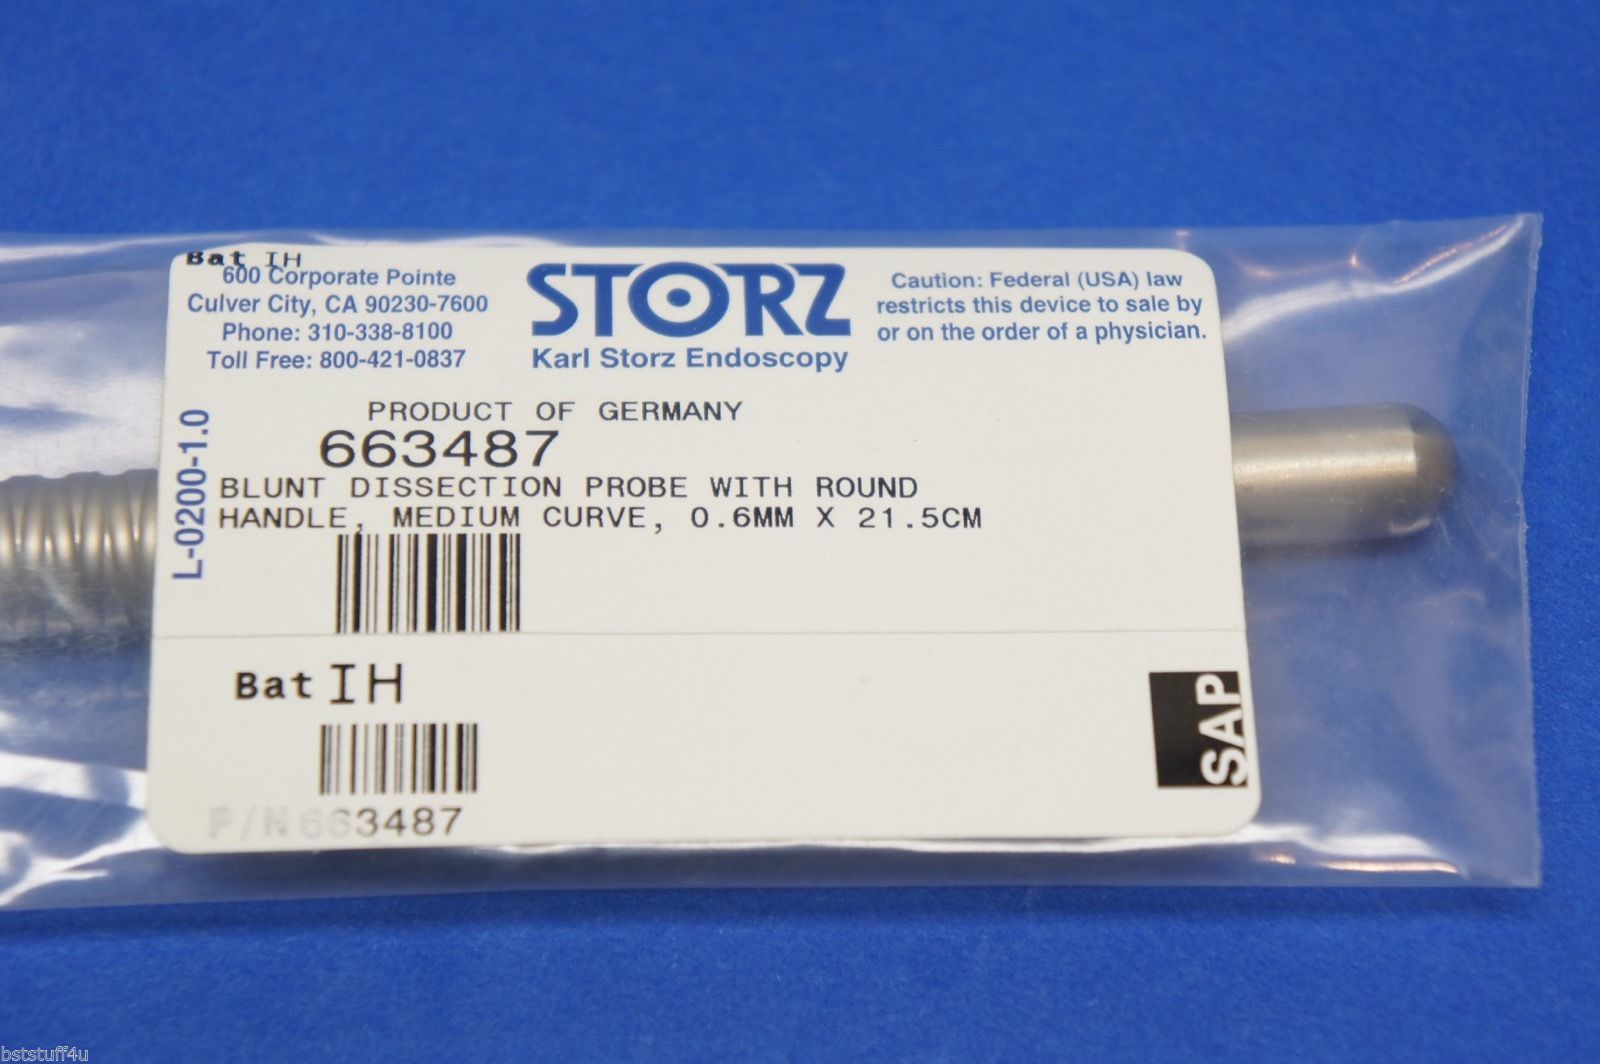 Bat IH
600 Corporate Pointe
Culver City, CA 90230-7600
Phone: 310-338-8100
Toll Free: 800-421-0837
STORZ
Karl Storz Endoscopy
Caution: Federal (USA) law
restricts this device to sale by
or on the order of a physician.
L-0200-1.0
PRODUCT OF GERMANY
663487
BLUNT DISSECTION PROBE WITH ROUND
HANDLE, MEDIUM CURVE, 0.6MM X 21.5CM
Bat IH
P/N 663487
SAP
bststuff4u